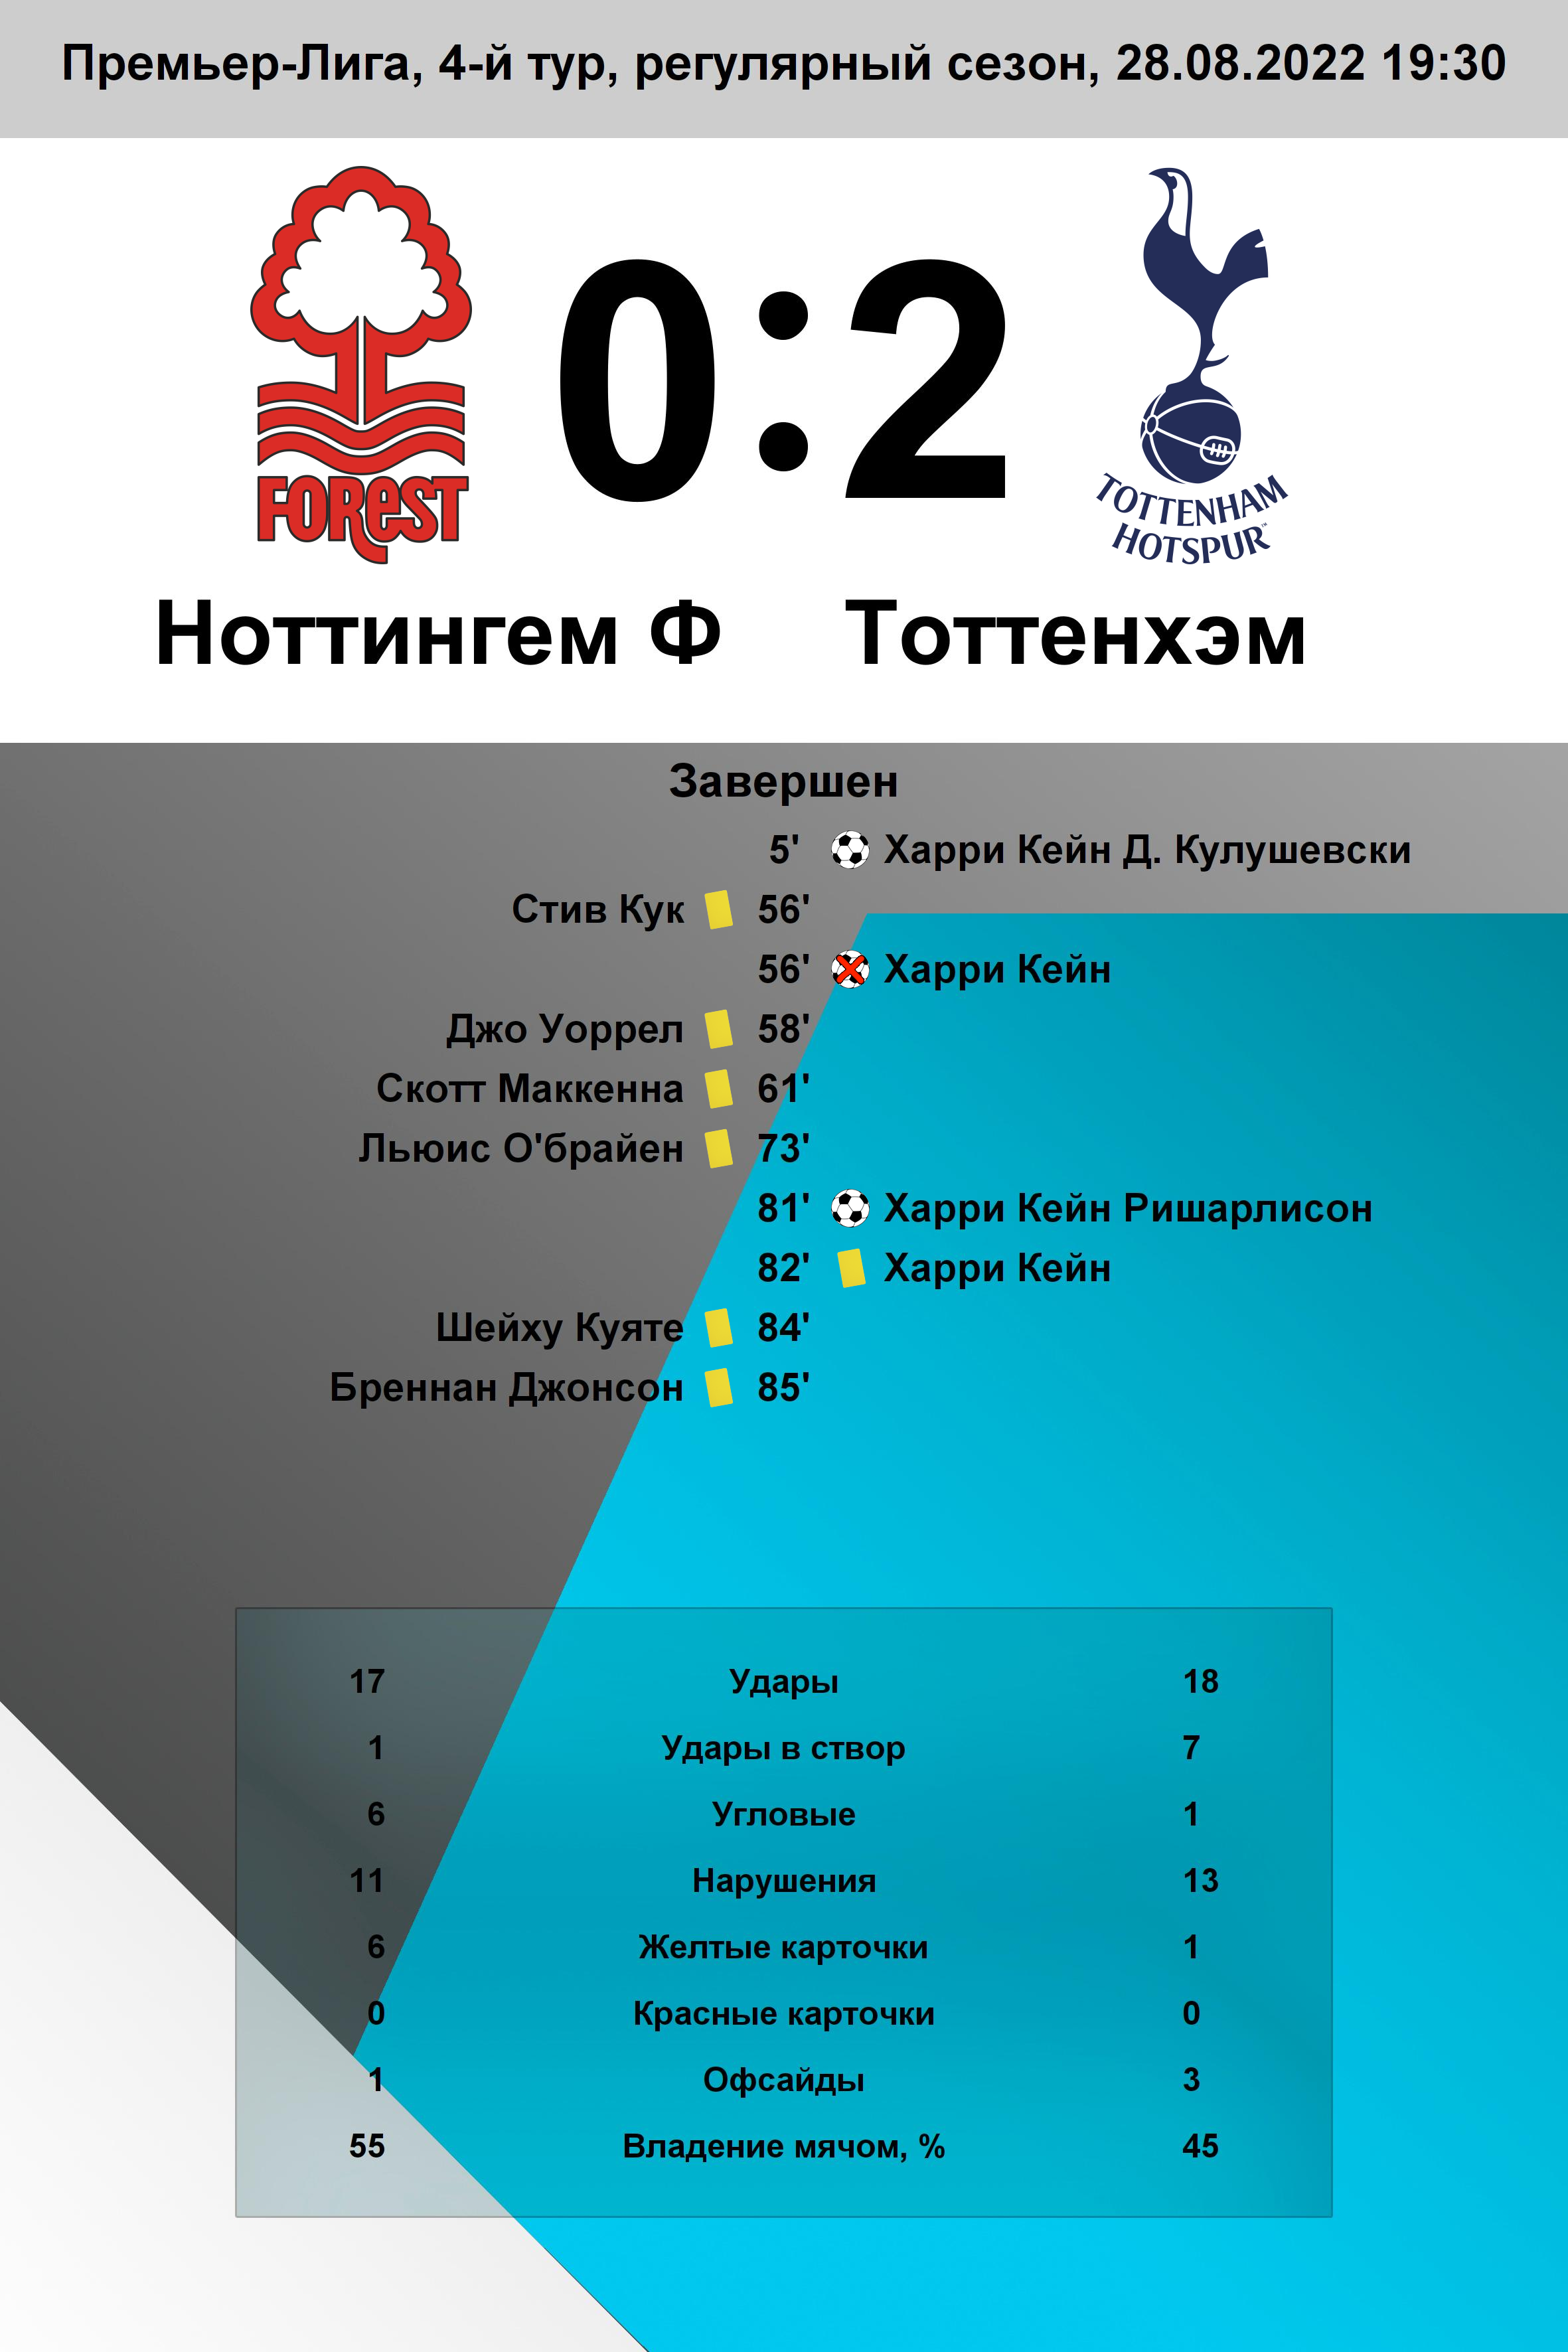 Премьер-Лига, 4-й тур, регулярный сезон, 28.08.2022 19:30
0:2
FOREST
TOTTENHAM
HOTSPUR™
Ноттингем Ф Тоттенхэм
Завершен
5' Харри Кейн Д. Кулушевски
Стив Кук 56'
56' Харри Кейн
Джо Уоррел 58'
Скотт Маккенна 61'
Льюис О'брайен 73'
81' Харри Кейн Ришарлисон
82' Харри Кейн
Шейху Куяте 84'
Бреннан Джонсон 85'
17 Удары 18
1 Удары в створ 7
6 Угловые 1
11 Нарушения 13
6 Желтые карточки 1
0 Красные карточки 0
1 Офсайды 3
55 Владение мячом, % 45